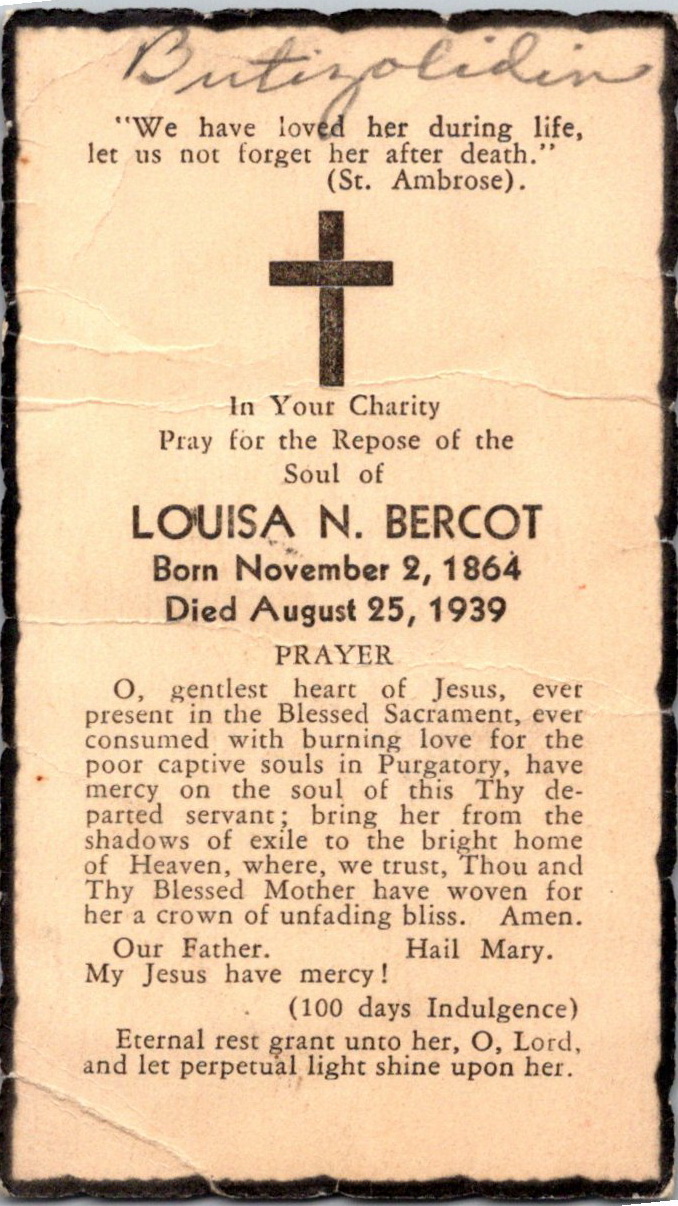 Butizolidin
"We have loved her during life,
let us not forget her after death."
(St. Ambrose).
In Your Charity
Pray for the Repose of the
Soul of
LOUISA N. BERCOT
Born November 2, 1864
Died August 25, 1939
PRAYER
O, gentlest heart of Jesus, ever
present in the Blessed Sacrament, ever
consumed with burning love for the
poor captive souls in Purgatory, have
mercy on the soul of this Thy de-
parted servant; bring her from the
shadows of exile to the bright home
of Heaven, where, we trust, Thou and
Thy Blessed Mother have woven for
her a crown of unfading bliss. Amen.
Our Father. Hail Mary.
My Jesus have mercy!
(100 days Indulgence)
Eternal rest grant unto her, O, Lord,
and let perpetual light shine upon her.